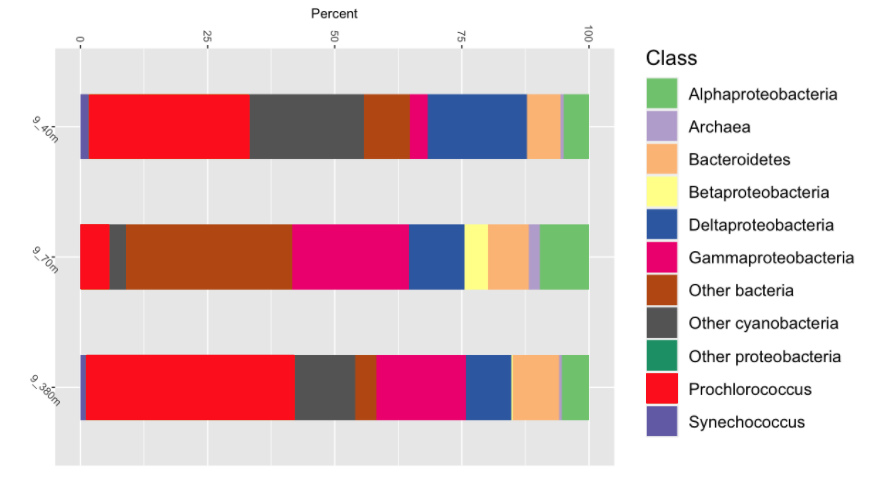 Percent
0
25
50
75
100
9_40m
9_70m
9_380m
Class
Alphaproteobacteria
Archaea
Bacteroidetes
Betaproteobacteria
Deltaproteobacteria
Gammaproteobacteria
Other bacteria
Other cyanobacteria
Other proteobacteria
Prochlorococcus
Synechococcus